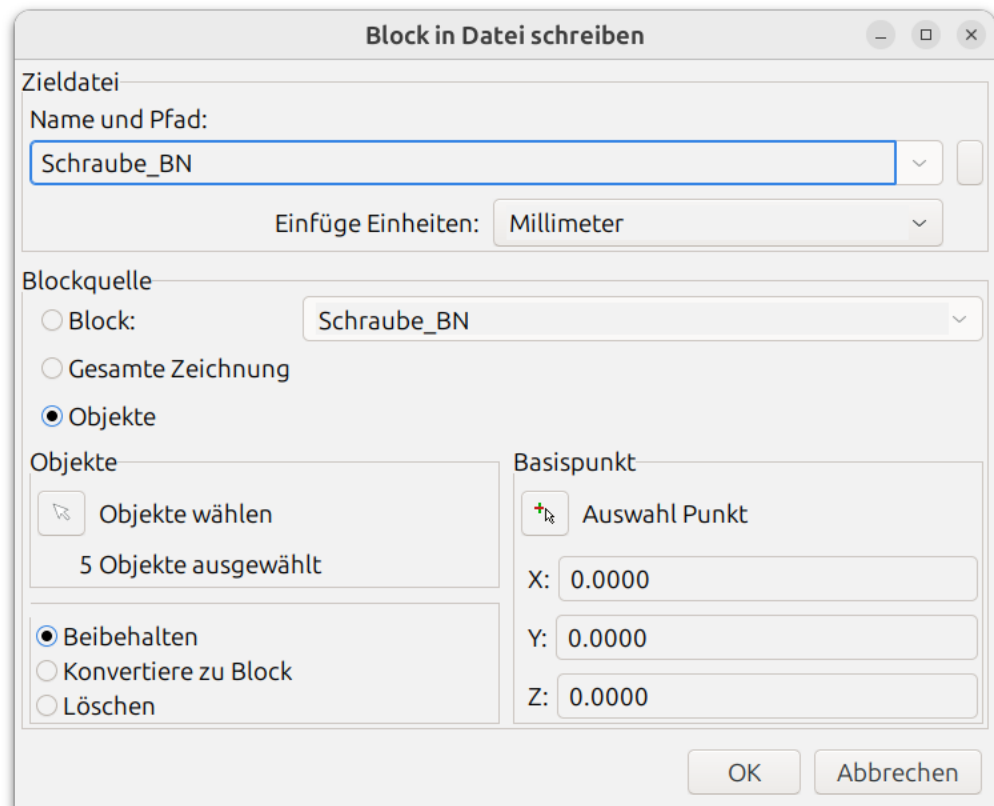 Block in Datei schreiben
Zieldatei
Name und Pfad:
Schraube_BN
Einfüge Einheiten: Millimeter
Blockquelle
Block: Schraube_BN
Gesamte Zeichnung
Objekte
Objekte
Objekte wählen
5 Objekte ausgewählt
Beibehalten
Konvertiere zu Block
Löschen
Basispunkt
Auswahl Punkt
X: 0.0000
Y: 0.0000
Z: 0.0000
OK Abbrechen